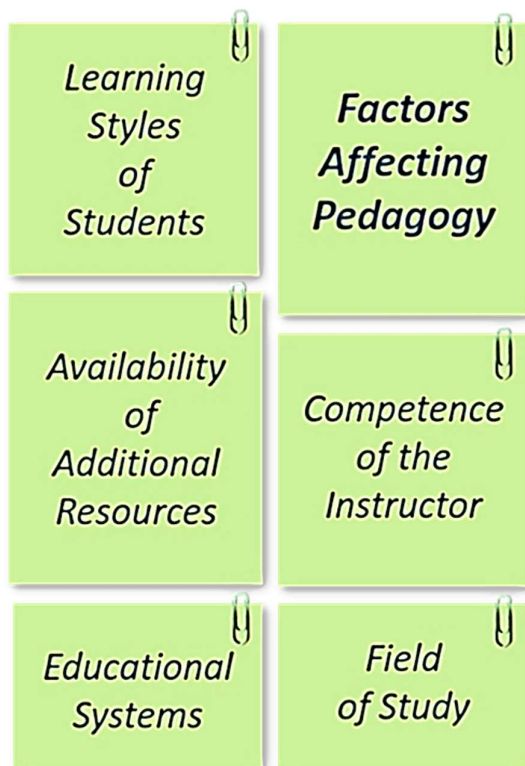 Learning
Styles
of
Students
Factors
Affecting
Pedagogy
Availability
of
Additional
Resources
Competence
of the
Instructor
Educational
Systems
Field
of Study